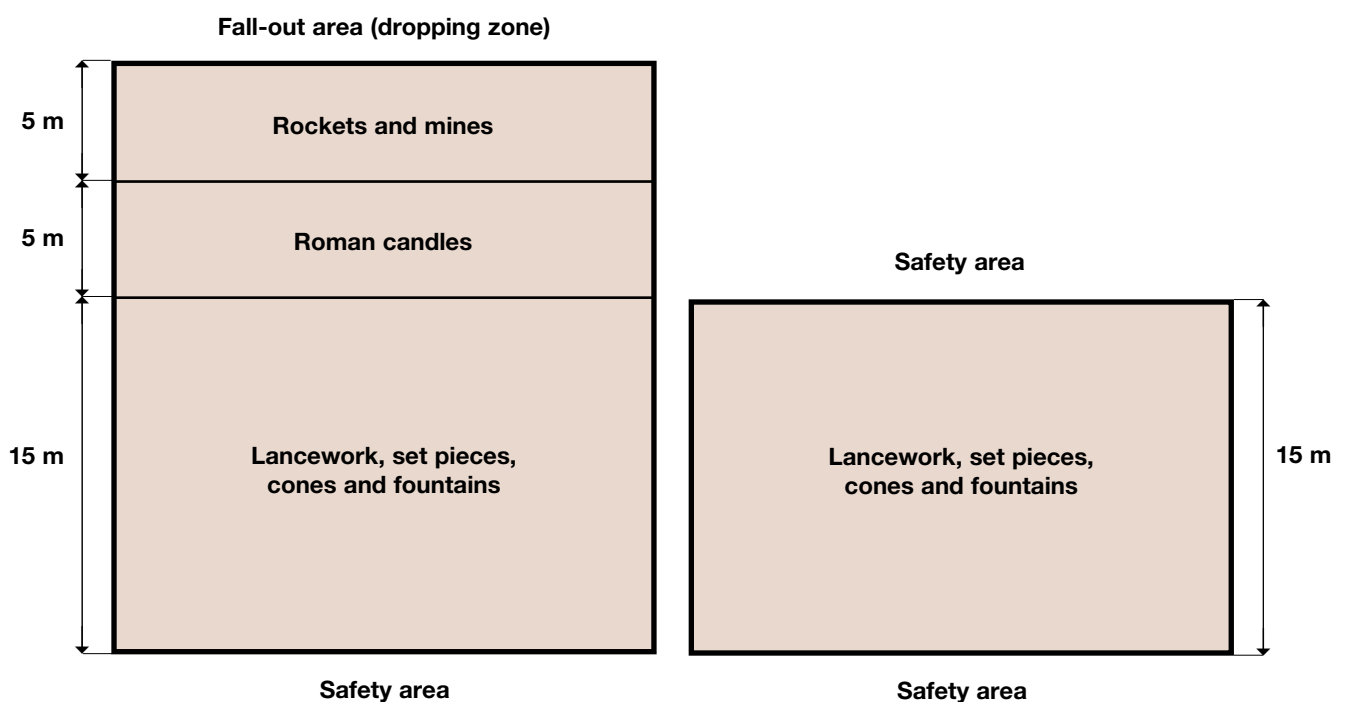 Fall-out area (dropping zone)
5 m
Rockets and mines
5 m
Roman candles
15 m
Lancework, set pieces,
cones and fountains
Safety area
Safety area
Lancework, set pieces,
cones and fountains
15 m
Safety area